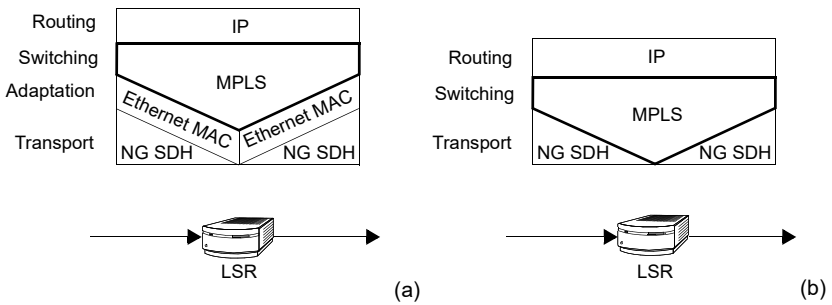 Routing
IP
Switching
MPLS
Adaptation
Ethernet MAC
Ethernet MAC
Transport
NG SDH
NG SDH
LSR
(a)
Routing
IP
Switching
MPLS
Transport
NG SDH
NG SDH
LSR
(b)